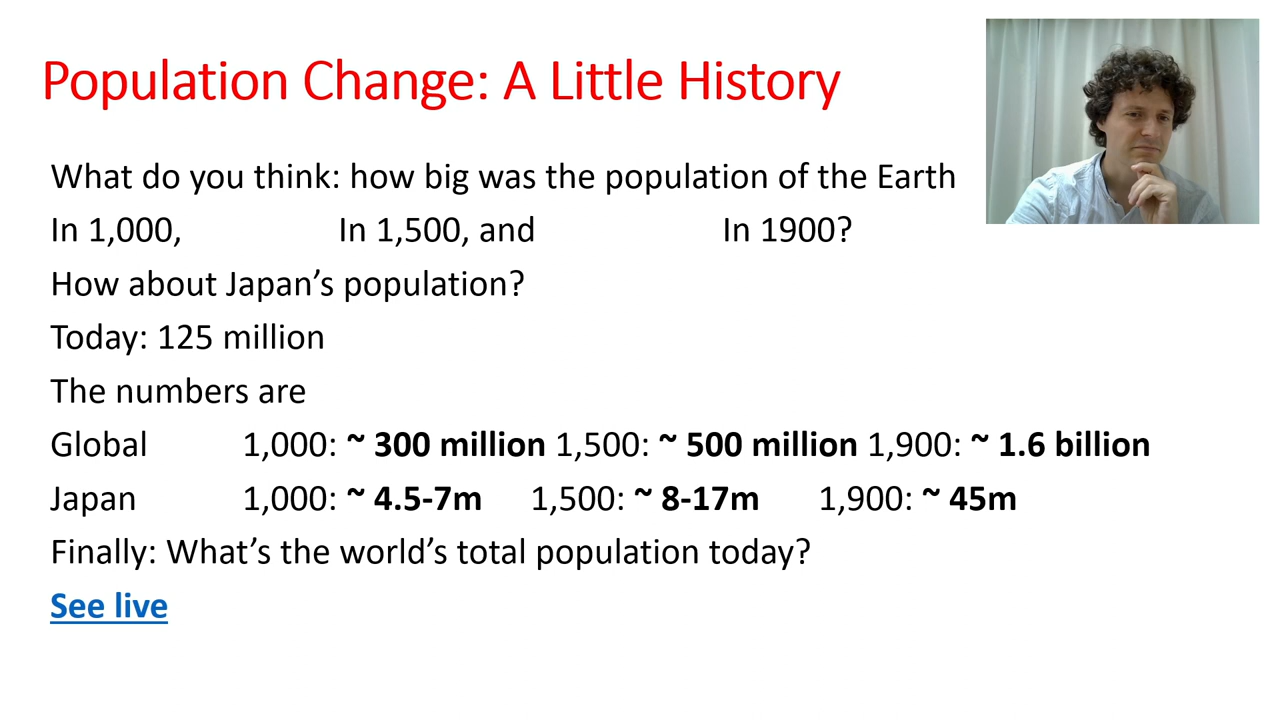 Population Change: A Little History
What do you think: how big was the population of the Earth
In 1,000, In 1,500, and In 1900?
How about Japan’s population?
Today: 125 million
The numbers are
Global 1,000: ~ 300 million 1,500: ~ 500 million 1,900: ~ 1.6 billion
Japan 1,000: ~ 4.5-7m 1,500: ~ 8-17m 1,900: ~ 45m
Finally: What’s the world’s total population today?
See live